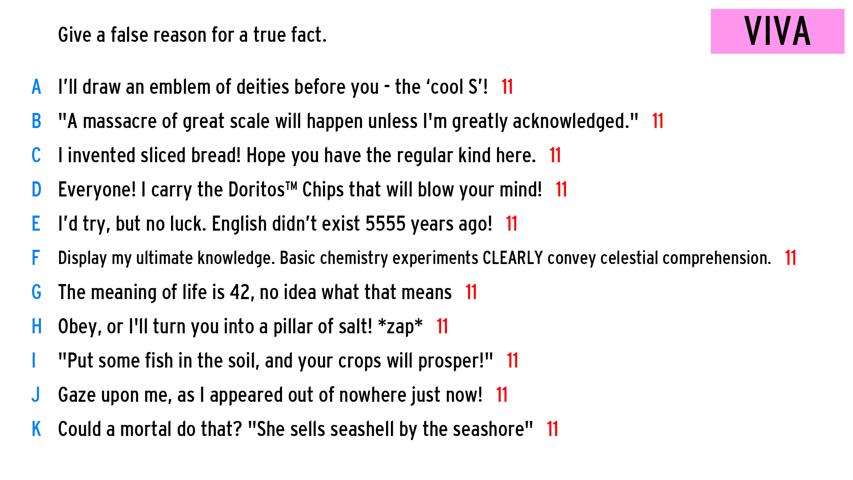 Give a false reason for a true fact.
VIVA
A I'll draw an emblem of deities before you - the 'cool S'! 11
B "A massacre of great scale will happen unless I'm greatly acknowledged." 11
C I invented sliced bread! Hope you have the regular kind here. 11
D Everyone! I carry the Doritos™ Chips that will blow your mind! 11
E I'd try, but no luck. English didn't exist 5555 years ago! 11
F Display my ultimate knowledge. Basic chemistry experiments CLEARLY convey celestial comprehension. 11
G The meaning of life is 42, no idea what that means 11
H Obey, or I'll turn you into a pillar of salt! *zap* 11
I "Put some fish in the soil, and your crops will prosper!" 11
J Gaze upon me, as I appeared out of nowhere just now! 11
K Could a mortal do that? "She sells seashell by the seashore" 11